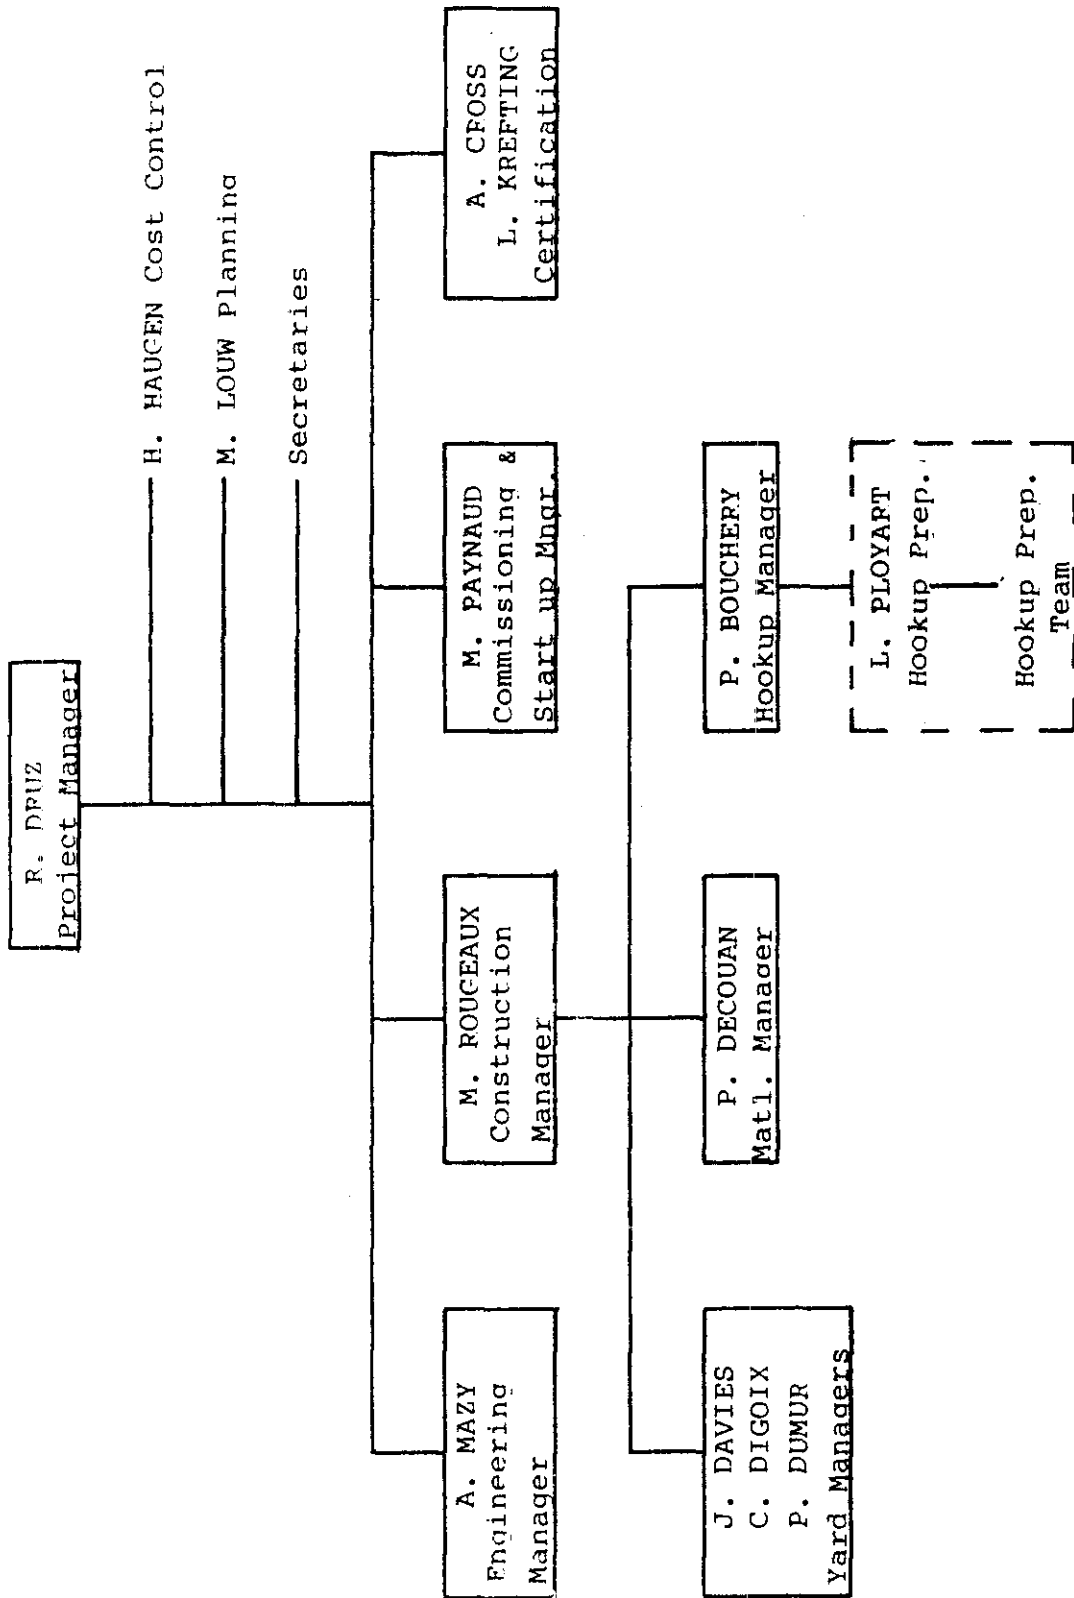 R. DRUZ
Project Manager
H. HAUGEN Cost Control
M. LOUW Planning
Secretaries
A. MAZY
Engineering
Manager
M. ROUGEAUX
Construction
Manager
M. PAYNAUD
Commissioning &
Start up Mngr.
A. CROSS
L. KREFTING
Certification
J. DAVIES
C. DIGOIX
P. DUMUR
Yard Managers
P. DECOUAN
Matl. Manager
P. BOUCHERY
Hookup Manager
L. PLOYART
Hookup Prep.
Hookup Prep.
Team